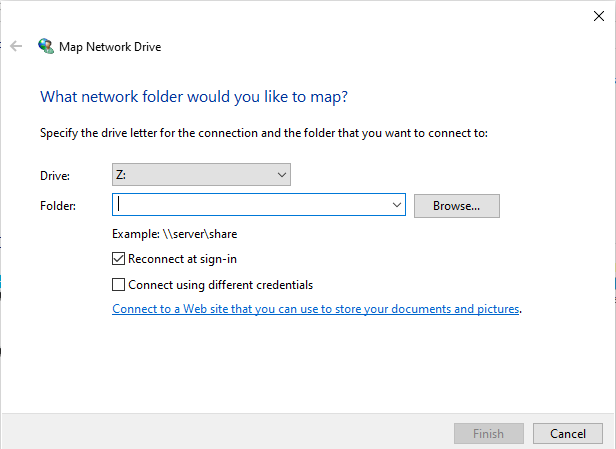 Map Network Drive
What network folder would you like to map?
Specify the drive letter for the connection and the folder that you want to connect to:
Drive: Z:
Folder: Browse...
Example: \\server\share
Reconnect at sign-in
Connect using different credentials
Connect to a Web site that you can use to store your documents and pictures.
Finish Cancel